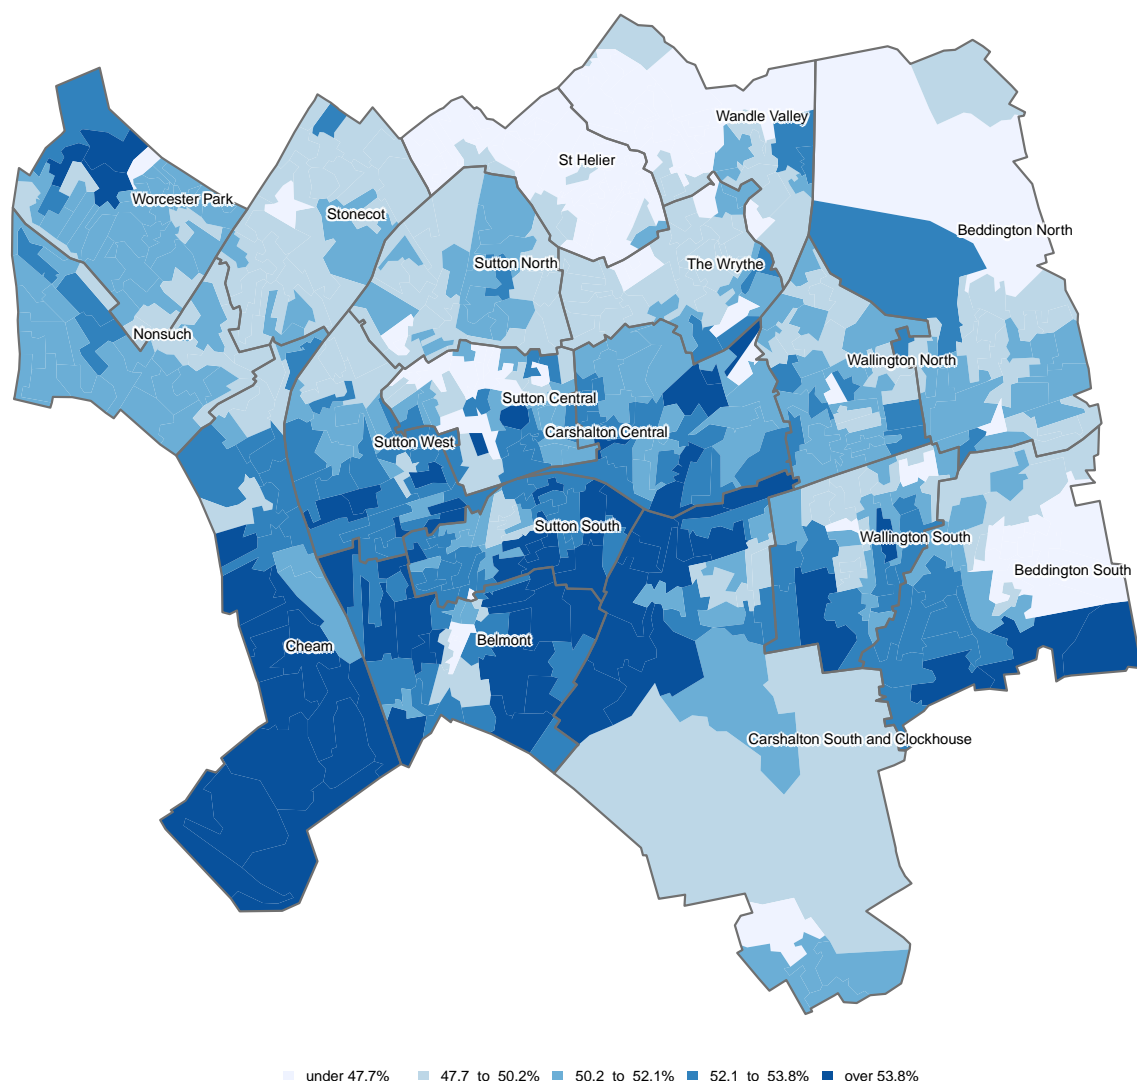 Wandle Valley
St Helier
Worcester Park
Stonecot
Beddington North
Sutton North
The Wrythe
Nonsuch
Wallington North
Sutton Central
Carshalton Central
Sutton West
Sutton South
Wallington South
Beddington South
Belmont
Cheam
Carshalton South and Clockhouse
under 47.7% 47.7 to 50.2% 50.2 to 52.1% 52.1 to 53.8% over 53.8%